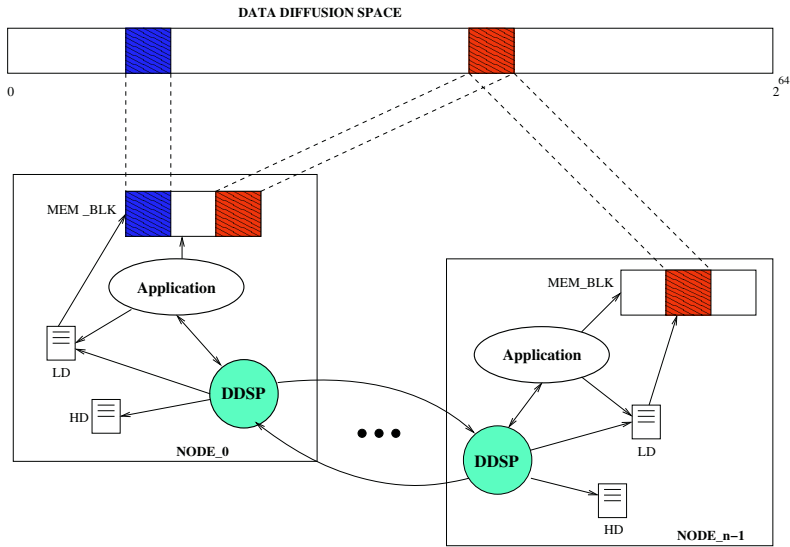 DATA DIFFUSION SPACE
0
2^64
MEM _BLK
Application
LD
HD
DDSP
NODE_0
MEM_BLK
Application
LD
DDSP
HD
NODE_n-1